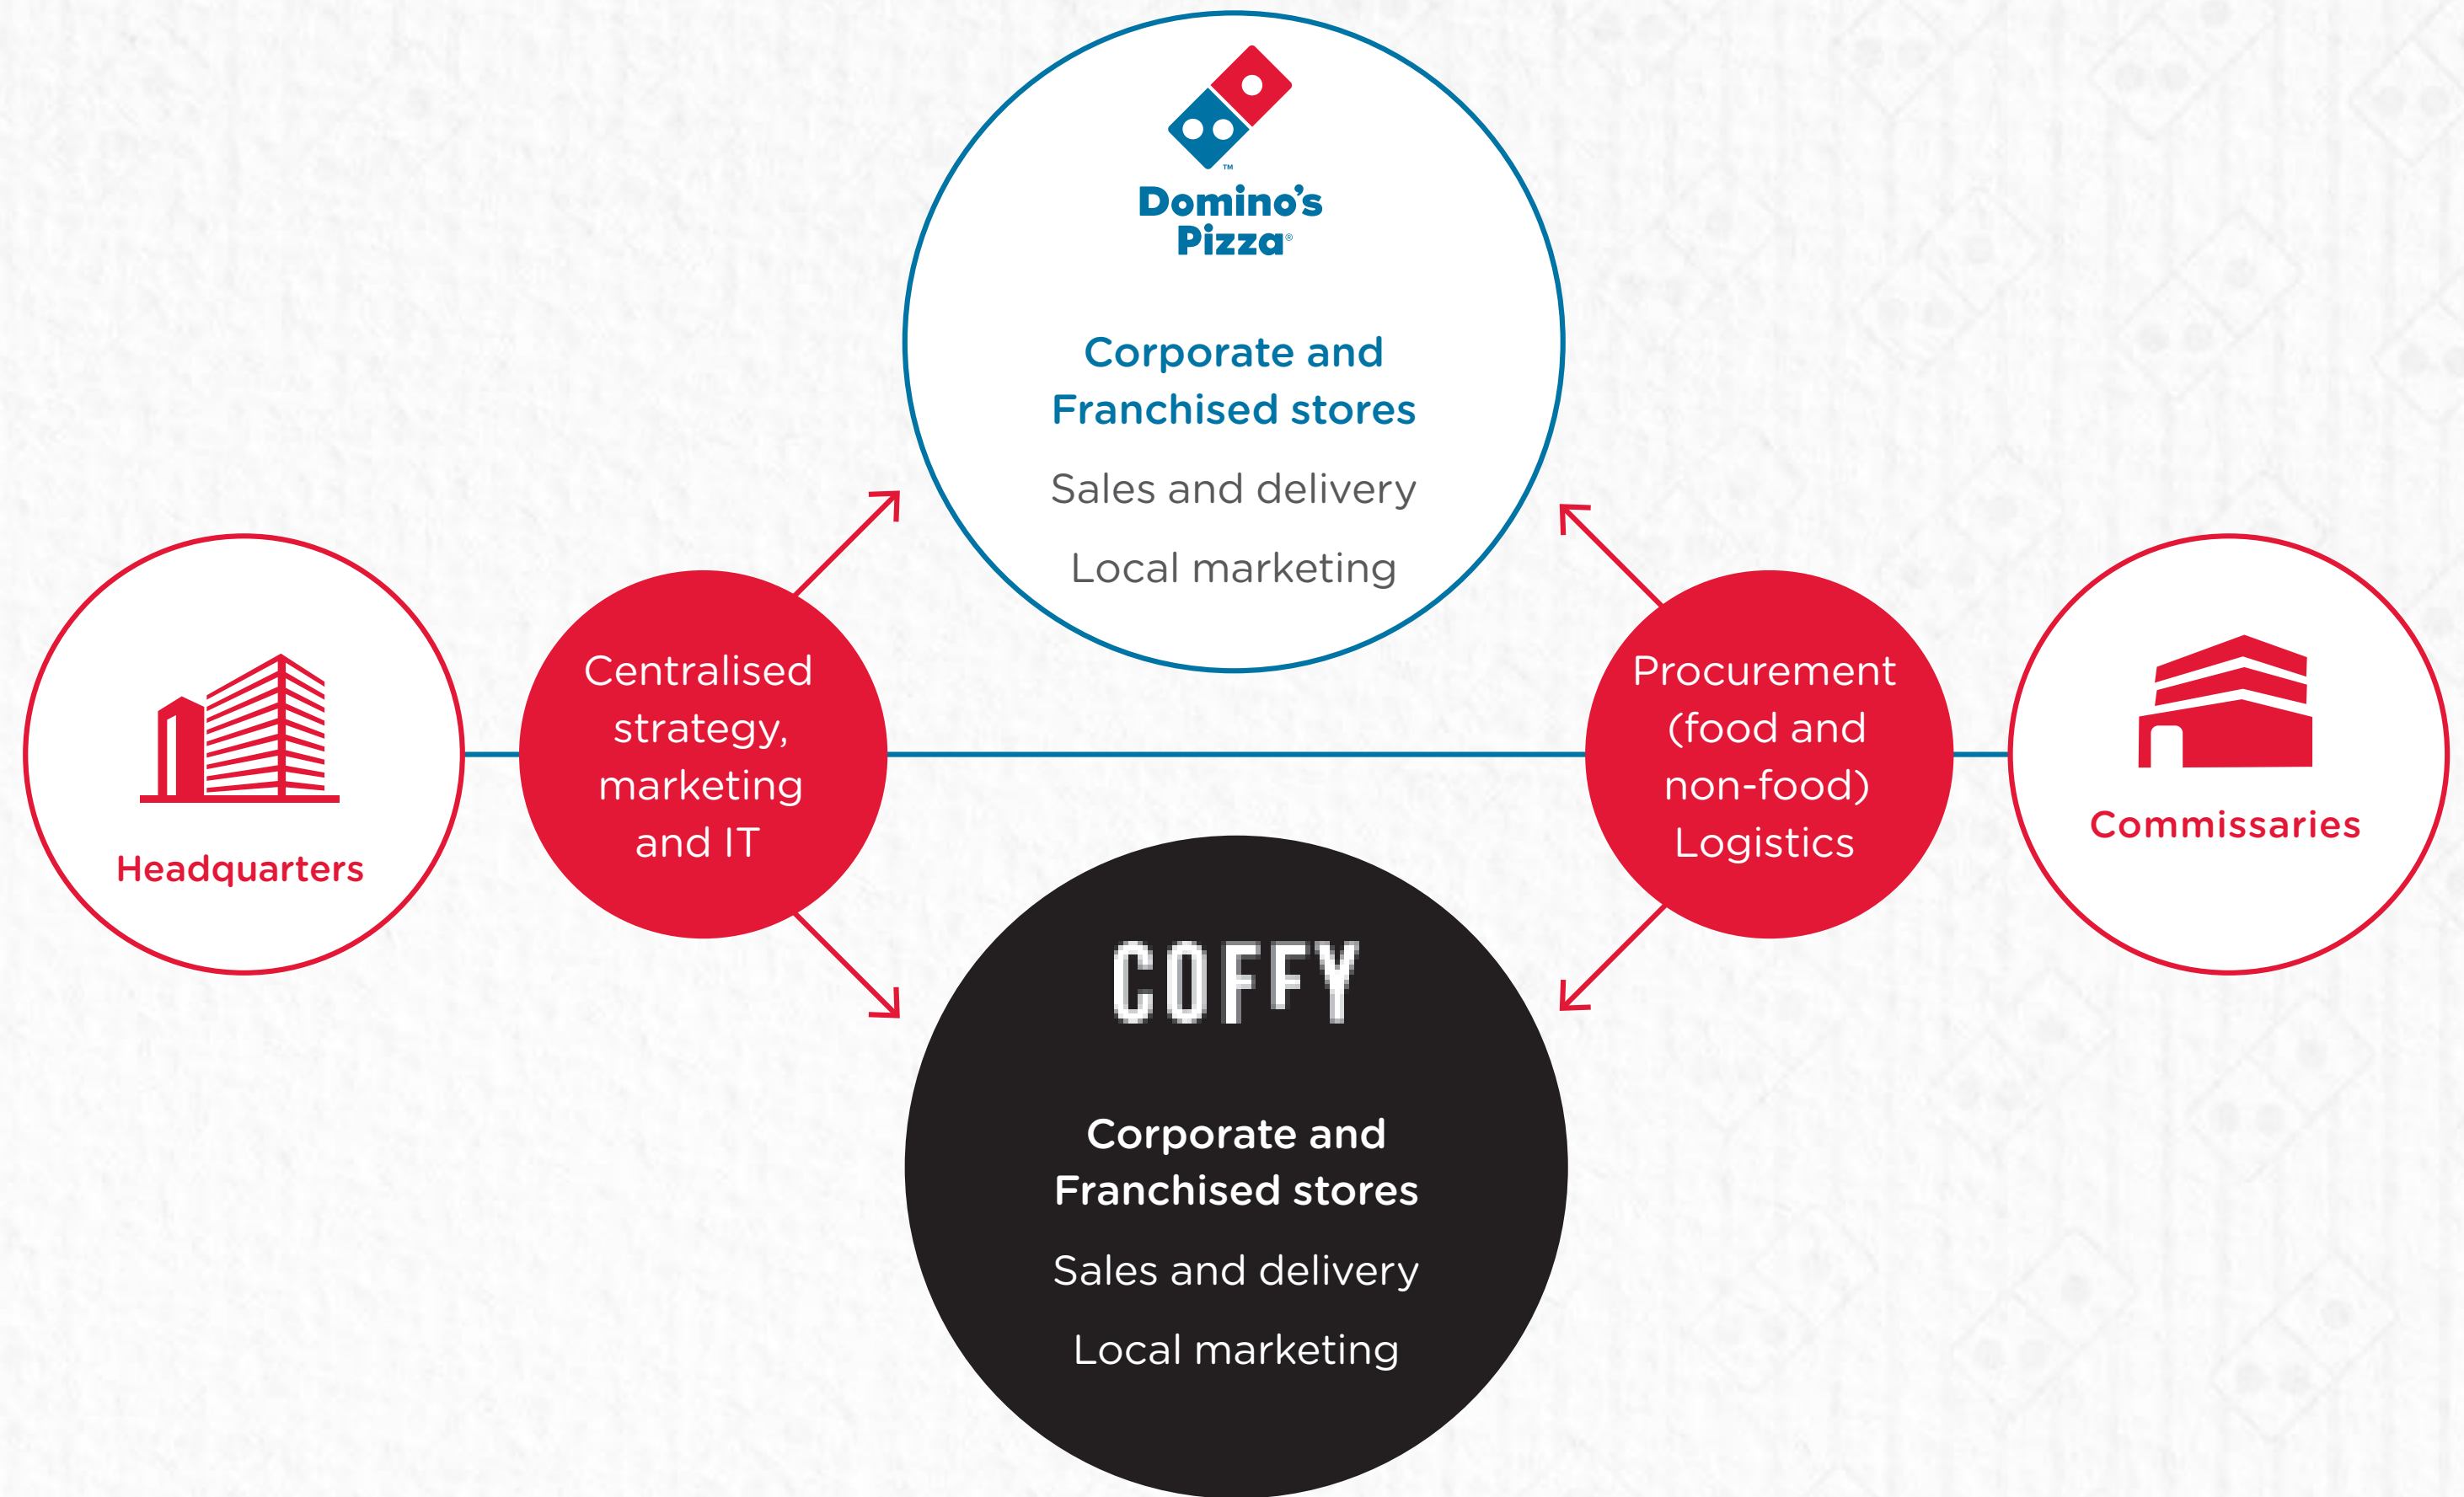 ™
Domino's
Pizza®
Corporate and
Franchised stores
Sales and delivery
Local marketing
Headquarters
Centralised
strategy,
marketing
and IT
Procurement
(food and
non-food)
Logistics
Commissaries
COFFY
Corporate and
Franchised stores
Sales and delivery
Local marketing